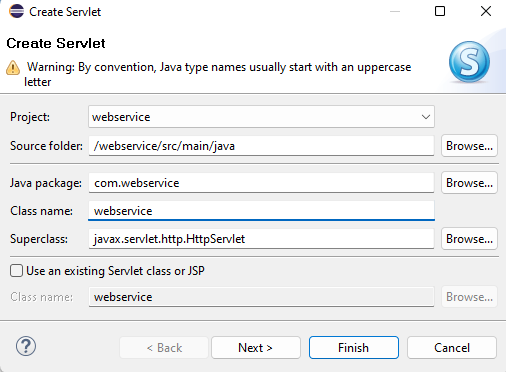 Create Servlet
Create Servlet
Warning: By convention, Java type names usually start with an uppercase
letter
S
Project: webservice
Source folder: /webservice/src/main/java Browse...
Java package: com.webservice Browse...
Class name: webservice
Superclass: javax.servlet.http.HttpServlet Browse...
Use an existing Servlet class or JSP
Class name: webservice Browse...
? < Back Next > Finish Cancel